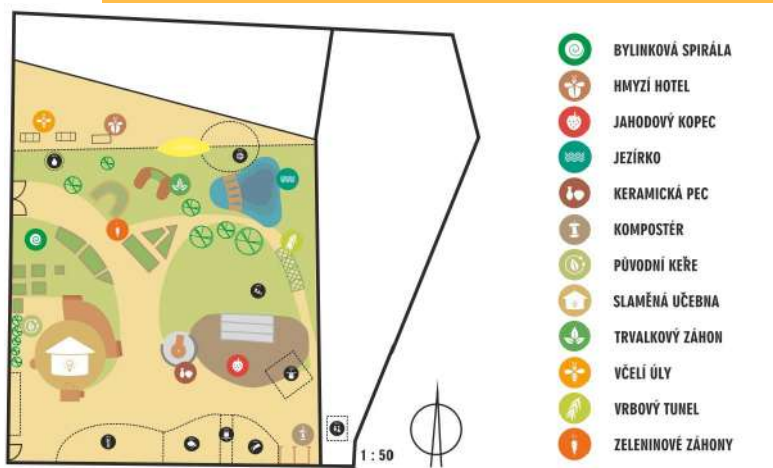 BYLINKOVÁ SPIRÁLA
HMYZÍ HOTEL
JAHODOVÝ KOPEC
JEZÍRKO
KERAMICKÁ PEC
KOMPOSTÉR
PŮVODNÍ KEŘE
SLAMĚNÁ UČEBNA
TRVALKOVÝ ZÁHON
VČELÍ ÚLY
VRBOVÝ TUNEL
ZELENINOVÉ ZÁHONY
1 : 50